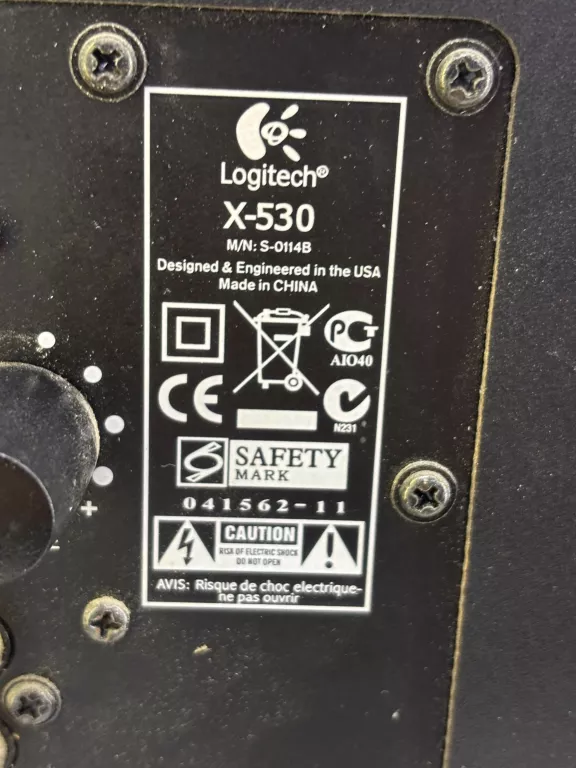 Logitech®
X-530
M/N: S-0114B
Designed & Engineered in the USA
Made in CHINA
PCT
AIO40
CE
N231
SAFETY
MARK
041562-11
CAUTION
RISK OF ELECTRIC SHOCK
DO NOT OPEN
AVIS: Risque de choc electrique-
ne pas ouvrir
+
-